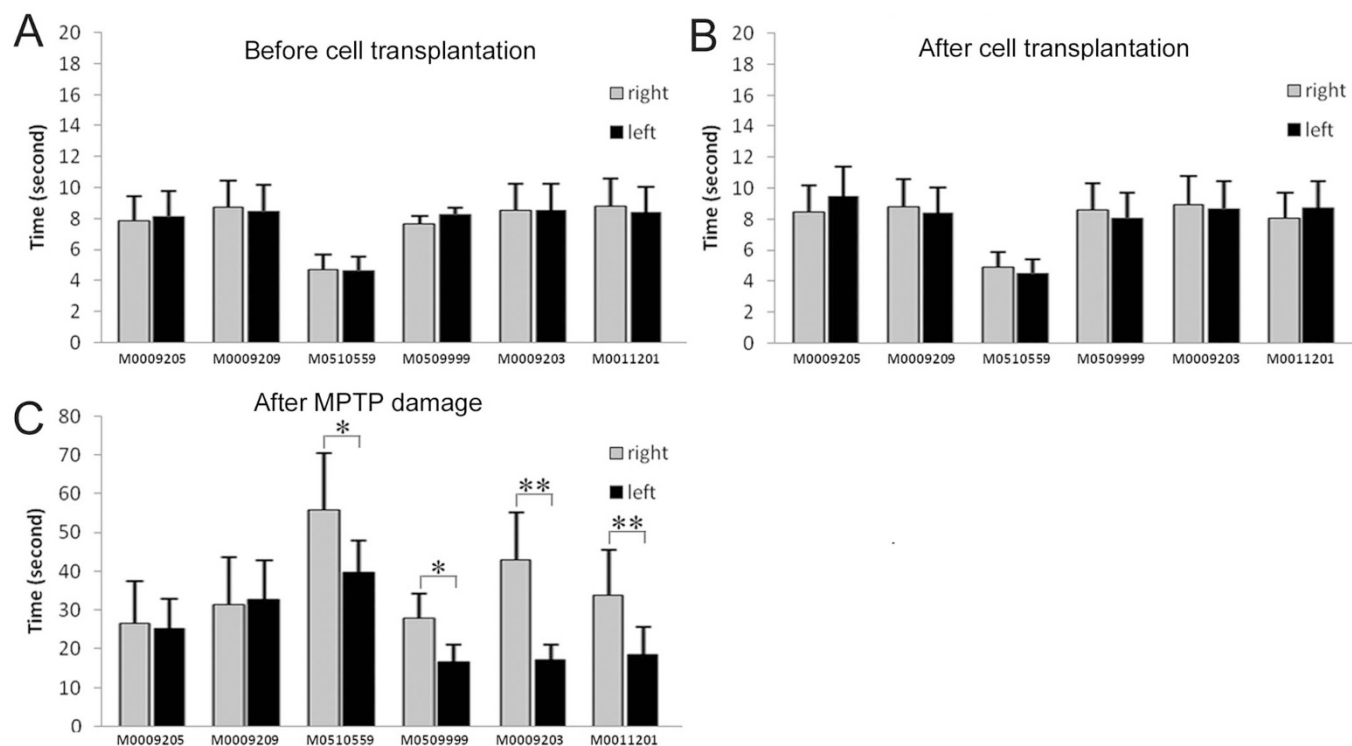 A
Before cell transplantation
Time (second)
20
18
16
14
12
10
8
6
4
2
0
right
left
M0009205 M0009209 M0510559 M0509999 M0009203 M0011201
B
After cell transplantation
Time (second)
20
18
16
14
12
10
8
6
4
2
0
right
left
M0009205 M0009209 M0510559 M0509999 M0009203 M0011201
C
After MPTP damage
Time (second)
80
70
60
50
40
30
20
10
0
*
*
**
**
right
left
M0009205 M0009209 M0510559 M0509999 M0009203 M0011201